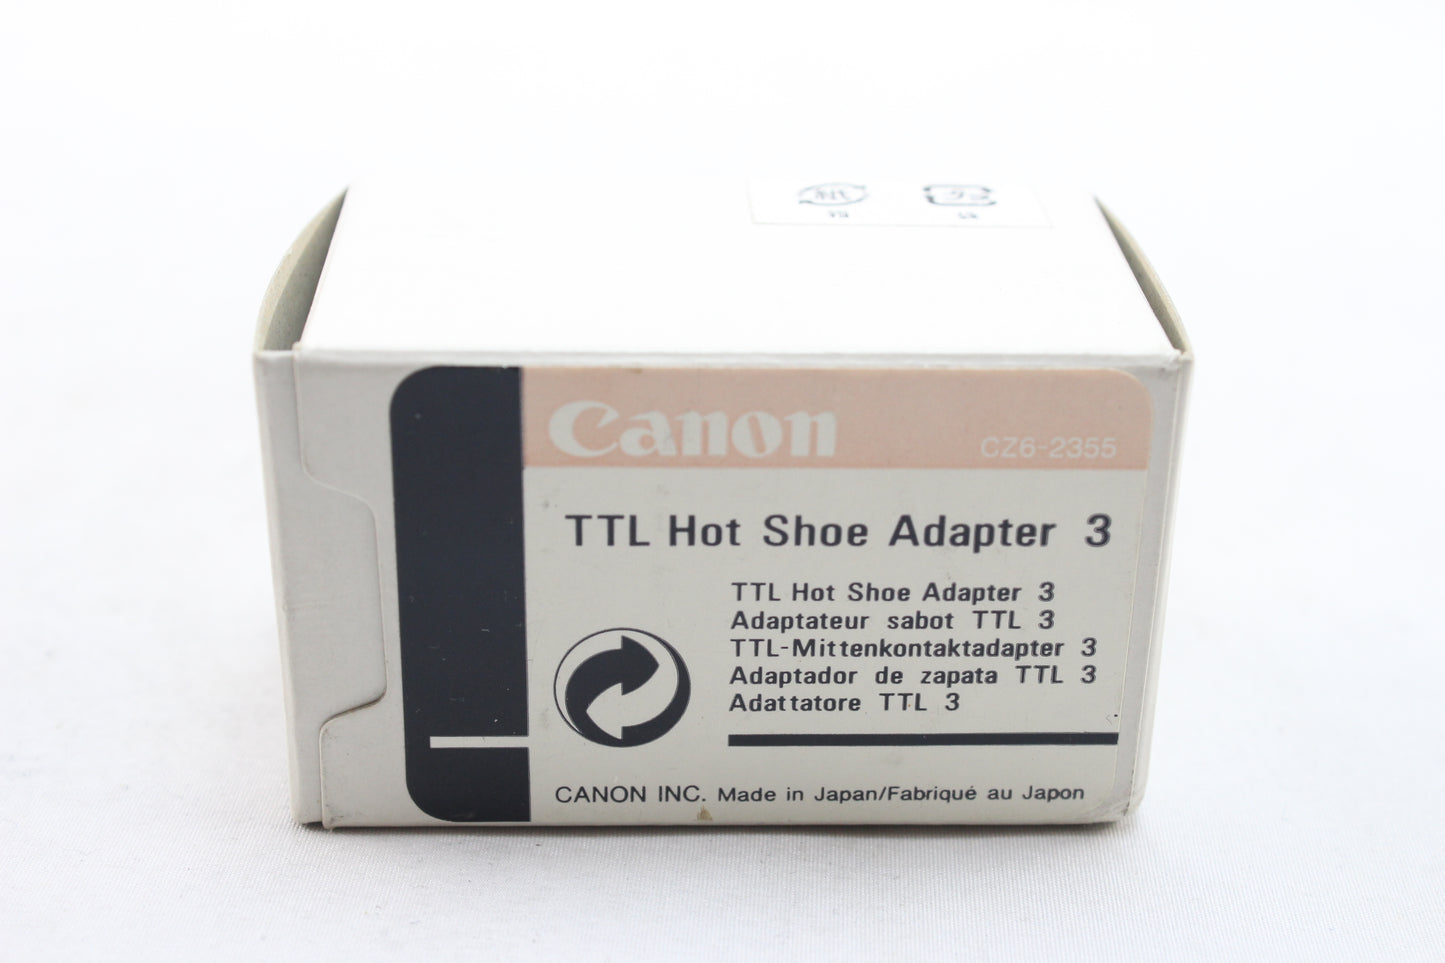 Canon
CZ6-2355
TTL Hot Shoe Adapter 3
TTL Hot Shoe Adapter 3
Adaptateur sabot TTL 3
TTL-Mittenkontaktadapter 3
Adaptador de zapata TTL 3
Adattatore TTL 3
CANON INC. Made in Japan/Fabriqué au Japon